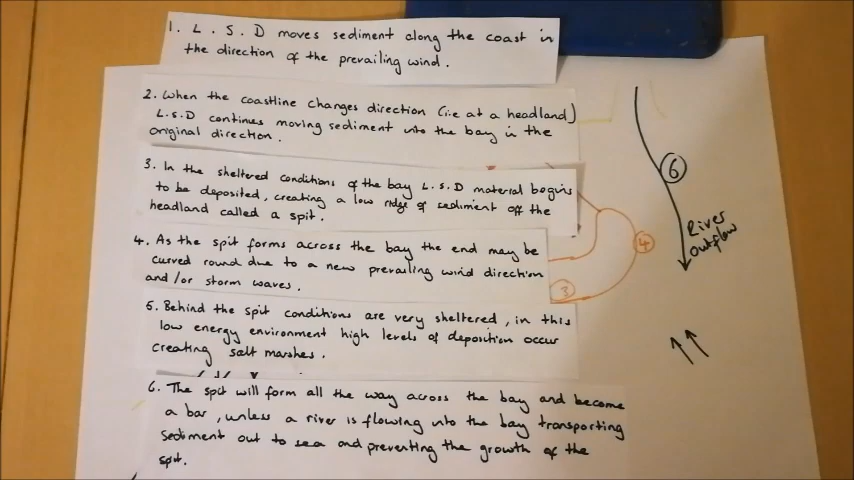 1. L.S.D moves sediment along the coast in
the direction of the prevailing wind.
2. When the coastline changes direction (i.e at a headland)
L.S.D continues moving sediment into the bay in the
original direction.
3. In the sheltered conditions of the bay L.S.D material begins
to be deposited, creating a low ridge of sediment off the
headland called a spit.
4. As the spit forms across the bay the end may be
curved round due to a new prevailing wind direction
and/or storm waves.
5. Behind the spit conditions are very sheltered, in this
low energy environment high levels of deposition occur
creating salt marshes.
6. The spit will form all the way across the bay and become
a bar, unless a river is flowing into the bay transporting
sediment out to sea and preventing the growth of the
spit.
6
River
outflow
4
3